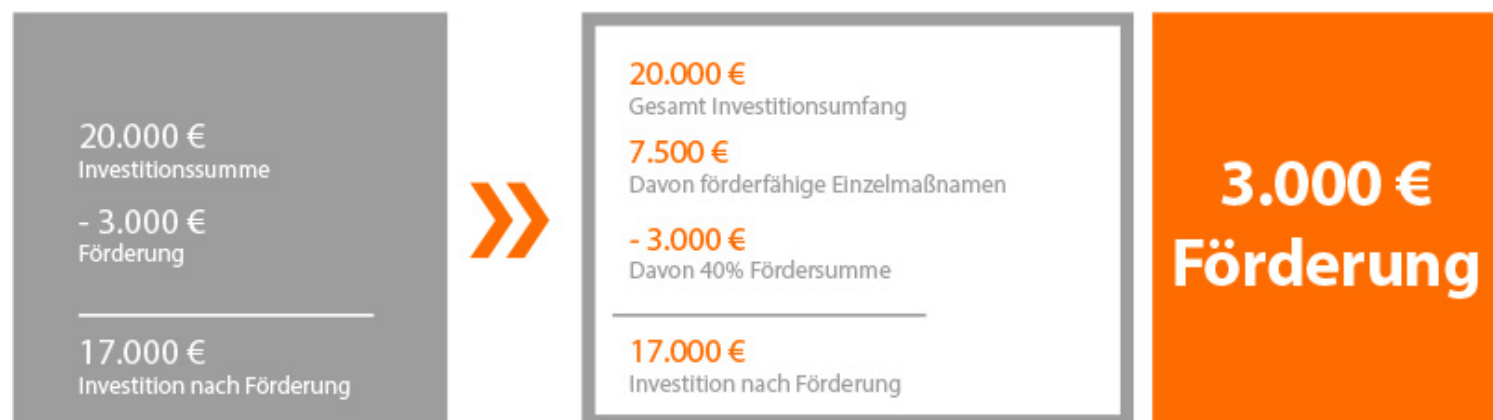 20.000 €
Investitionssumme
- 3.000 €
Förderung
17.000 €
Investition nach Förderung
20.000 €
Gesamt Investitionsumfang
7.500 €
Davon förderfähige Einzelmaßnamen
- 3.000 €
Davon 40% Fördersumme
17.000 €
Investition nach Förderung
3.000 €
Förderung